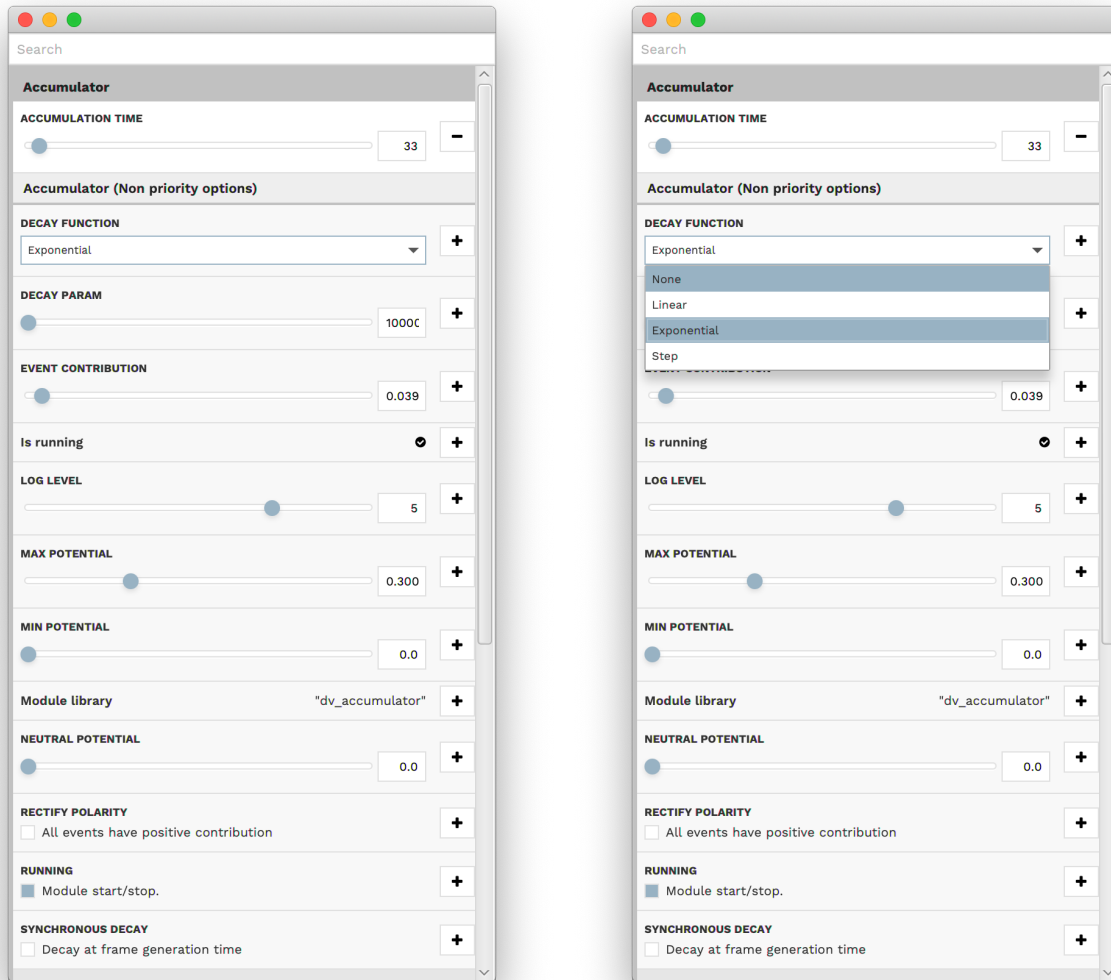 Search
Accumulator
ACCUMULATION TIME
33
Accumulator (Non priority options)
DECAY FUNCTION
Exponential
DECAY PARAM
10000
EVENT CONTRIBUTION
0.039
Is running
LOG LEVEL
5
MAX POTENTIAL
0.300
MIN POTENTIAL
0.0
Module library "dv_accumulator"
NEUTRAL POTENTIAL
0.0
RECTIFY POLARITY
All events have positive contribution
RUNNING
Module start/stop.
SYNCHRONOUS DECAY
Decay at frame generation time
Search
Accumulator
ACCUMULATION TIME
33
Accumulator (Non priority options)
DECAY FUNCTION
Exponential
None
Linear
Exponential
Step
0.039
Is running
LOG LEVEL
5
MAX POTENTIAL
0.300
MIN POTENTIAL
0.0
Module library "dv_accumulator"
NEUTRAL POTENTIAL
0.0
RECTIFY POLARITY
All events have positive contribution
RUNNING
Module start/stop.
SYNCHRONOUS DECAY
Decay at frame generation time